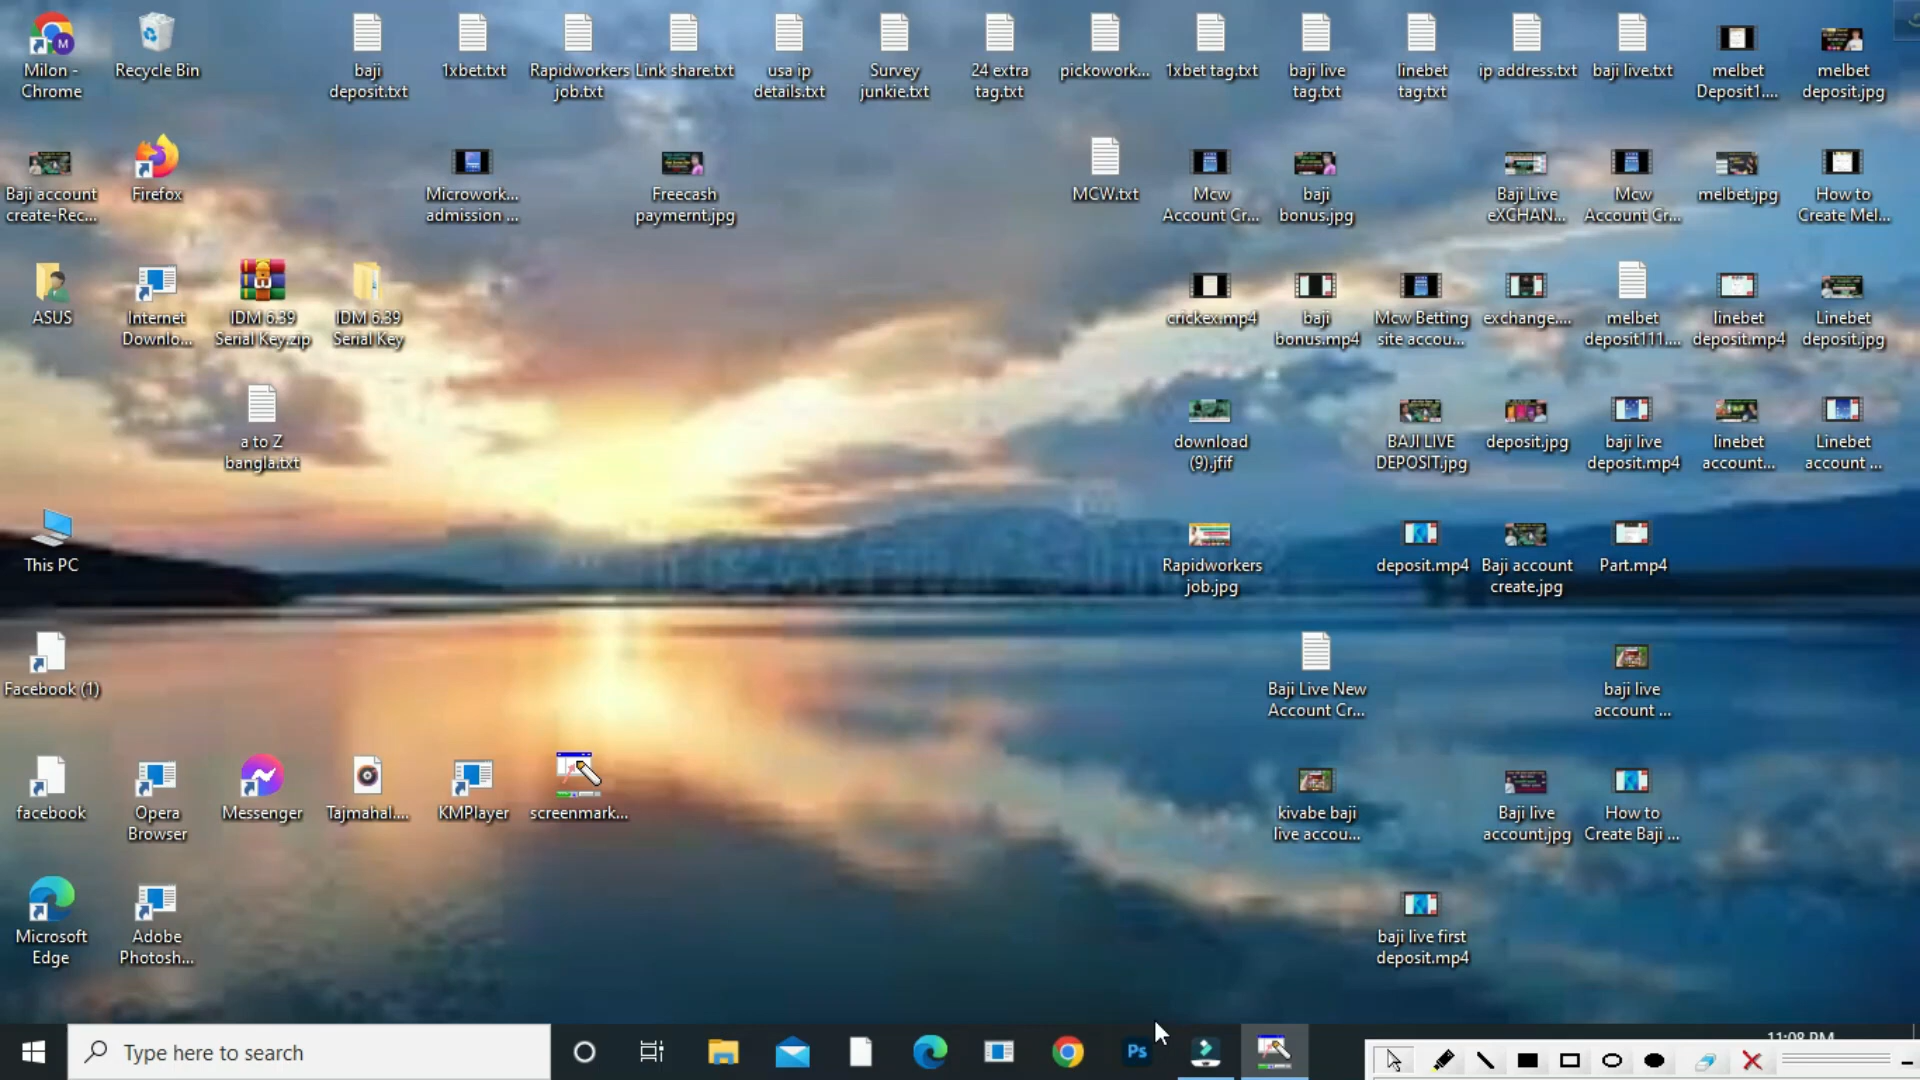 Milon -
Chrome
Recycle Bin
baji
deposit.txt
1xbet.txt
Rapidworkers
job.txt
Link share.txt
usa ip
details.txt
Survey
junkie.txt
24 extra
tag.txt
pickowork...
1xbet tag.txt
baji live
tag.txt
linebet
tag.txt
ip address.txt
baji live.txt
melbet
Deposit1....
melbet
deposit.jpg
Baji account
create-Rec...
Firefox
Microwork...
admission ...
Freecash
paymernt.jpg
MCW.txt
Mcw
Account Cr...
baji
bonus.jpg
Baji Live
eXCHAN...
Mcw
Account Cr...
melbet.jpg
How to
Create Mel...
ASUS
Internet
Downlo...
IDM 6.39
Serial Key.zip
IDM 6.39
Serial Key
crickex.mp4
baji
bonus.mp4
Mcw Betting
site accou...
exchange....
melbet
deposit111....
linebet
deposit.mp4
Linebet
deposit.jpg
a to Z
bangla.txt
download
(9).jfif
BAJI LIVE
DEPOSIT.jpg
deposit.jpg
baji live
deposit.mp4
linebet
account...
Linebet
account ...
This PC
Rapidworkers
job.jpg
deposit.mp4
Baji account
create.jpg
Part.mp4
Facebook (1)
Baji Live New
Account Cr...
baji live
account ...
facebook
Opera
Browser
Messenger
Tajmahal....
KMPlayer
screenmark...
kivabe baji
live accou...
Baji live
account.jpg
How to
Create Baji ...
Microsoft
Edge
Adobe
Photosh...
baji live first
deposit.mp4
Type here to search
Ps
11:08 PM